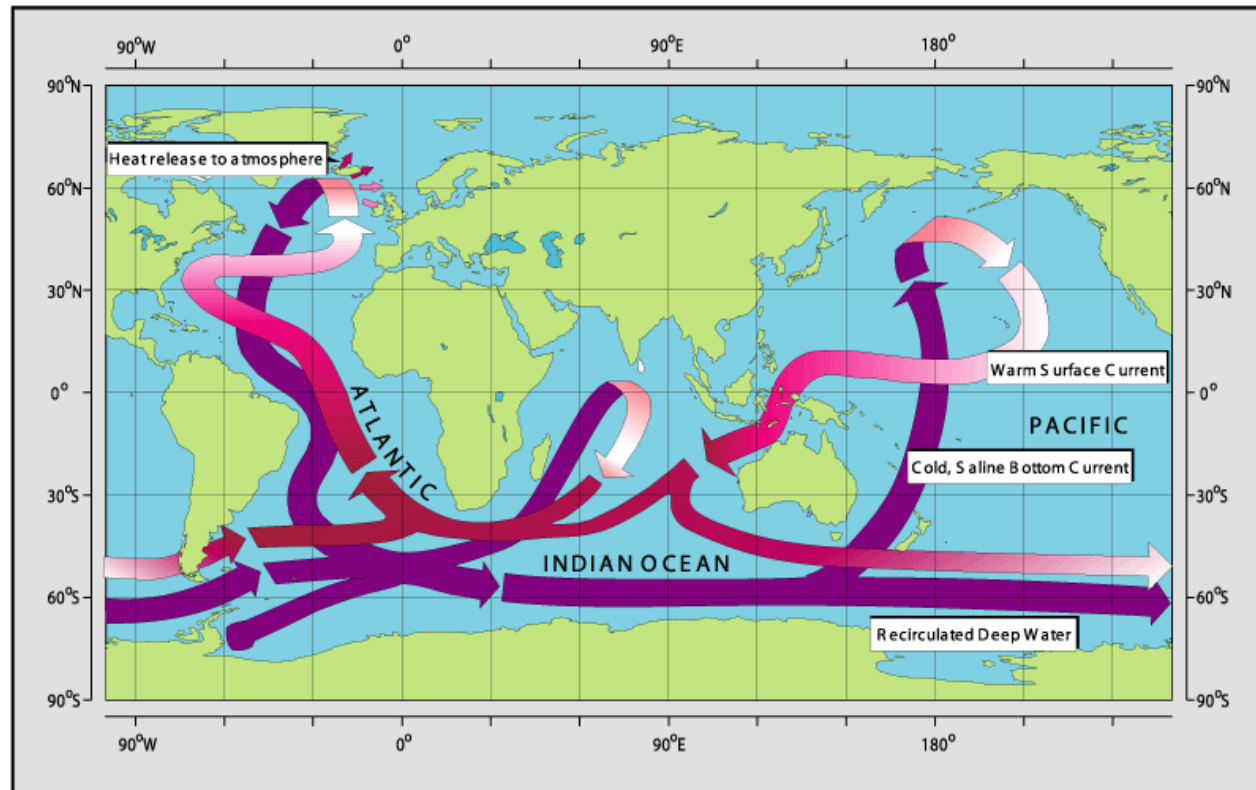 90°W 0° 90°E 180°
90°N 90°N
Heat release to atmosphere
60°N 60°N
30°N 30°N
Warm Surface Current
0° 0°
ATLANTIC
PACIFIC
Cold, Saline Bottom Current
30°S 30°S
INDIAN OCEAN
60°S 60°S
Recirculated Deep Water
90°S 90°S
90°W 0° 90°E 180°